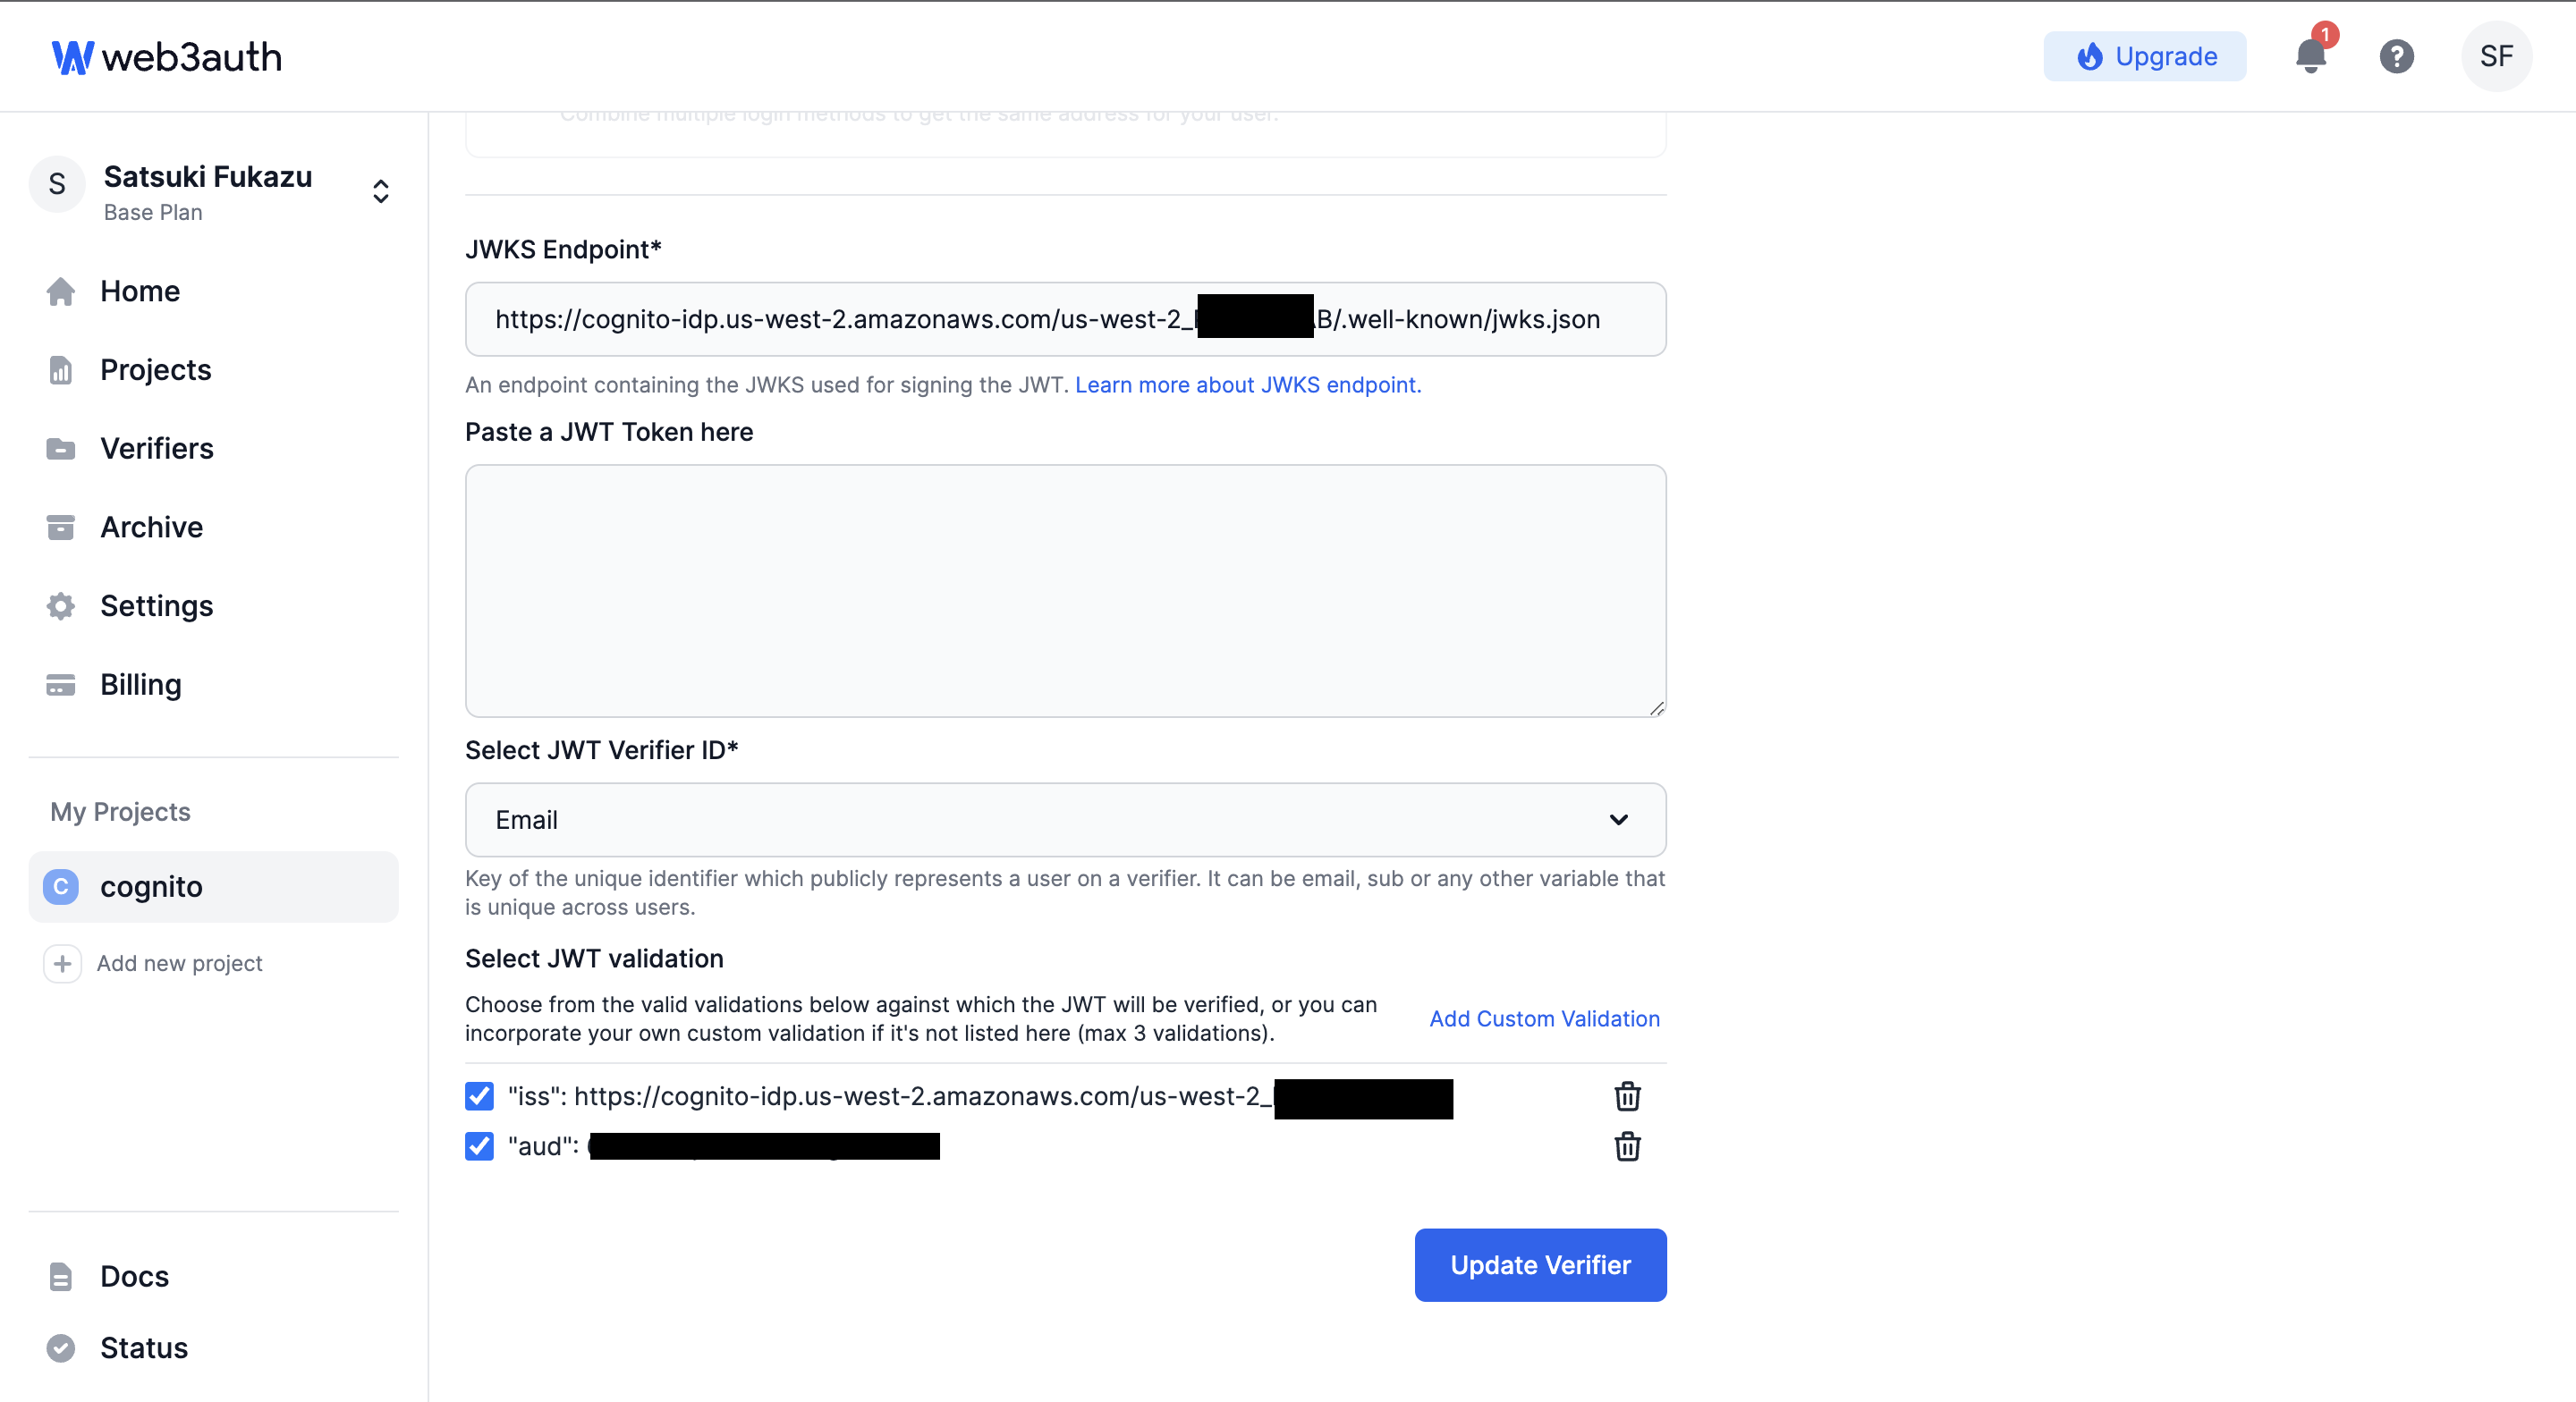 web3auth
Upgrade
1
?
SF
S
Satsuki Fukazu
Base Plan
Home
Projects
Verifiers
Archive
Settings
Billing
My Projects
C
cognito
Add new project
Docs
Status
Combine multiple login methods to get the same address for your user.
JWKS Endpoint*
https://cognito-idp.us-west-2.amazonaws.com/us-west-2_ B/.well-known/jwks.json
An endpoint containing the JWKS used for signing the JWT. Learn more about JWKS endpoint.
Paste a JWT Token here
Select JWT Verifier ID*
Email
Key of the unique identifier which publicly represents a user on a verifier. It can be email, sub or any other variable that
is unique across users.
Select JWT validation
Choose from the valid validations below against which the JWT will be verified, or you can
incorporate your own custom validation if it's not listed here (max 3 validations).
Add Custom Validation
"iss": https://cognito-idp.us-west-2.amazonaws.com/us-west-2_
"aud":
Update Verifier